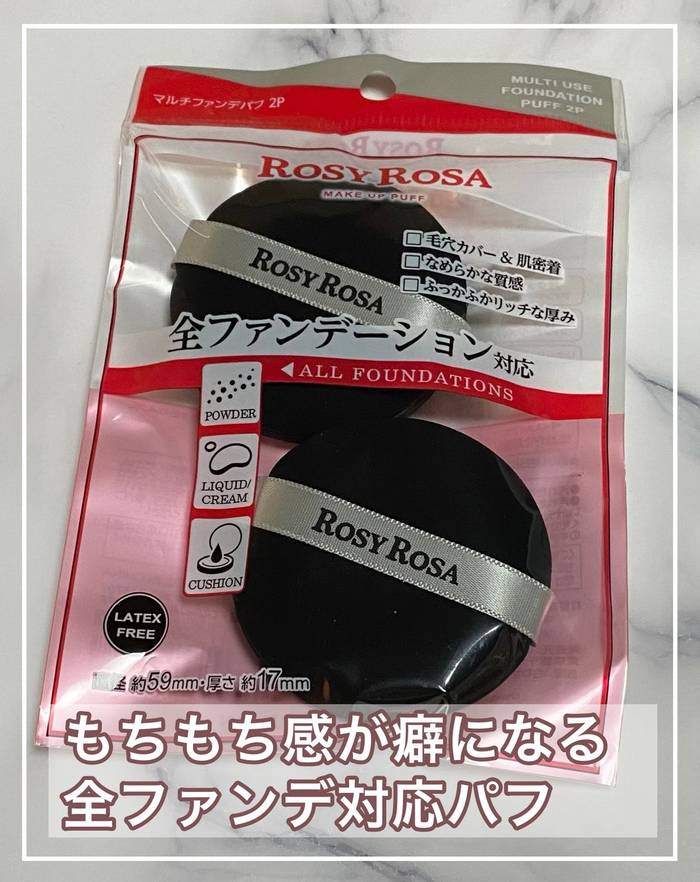 マルチファンデパフ 2P
MULTI USE
FOUNDATION
PUFF 2P
ROSY ROSA
MAKE UP PUFF
ROSY ROSA
毛穴カバー & 肌密着
なめらかな質感
ふっかふかリッチな厚み
全ファンデーション対応
ALL FOUNDATIONS
POWDER
LIQUID/
CREAM
ROSY ROSA
CUSHION
LATEX
FREE
径 約59mm・厚さ 約17mm
もちもち感が癖になる
全ファンデ対応パフ